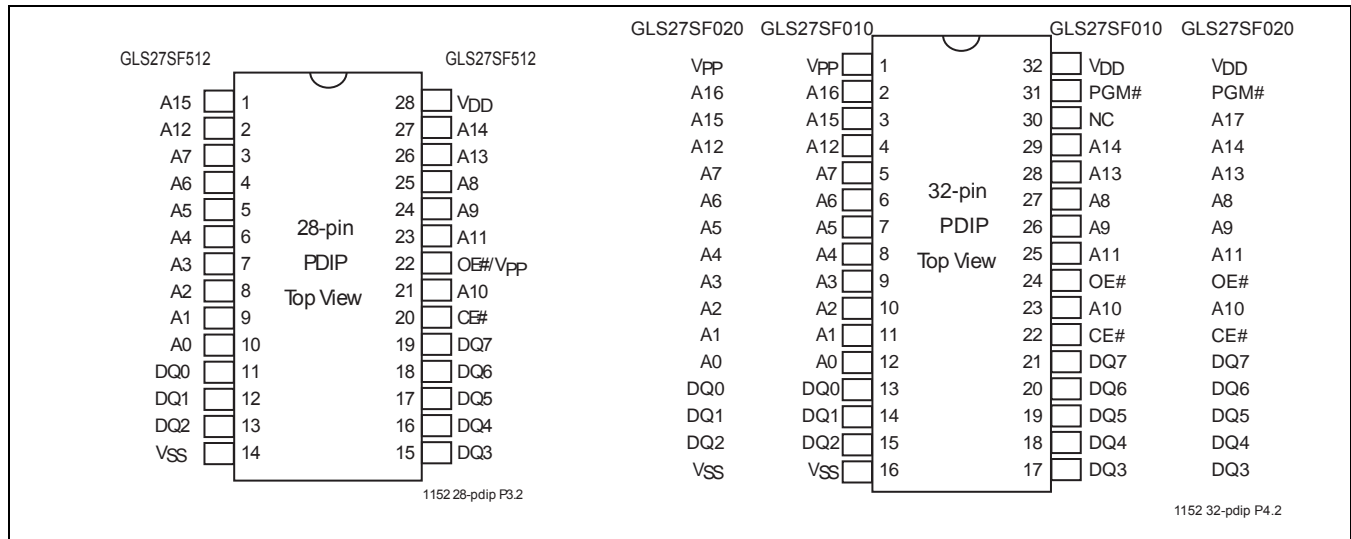 GLS27SF512 GLS27SF512
A15 1 28 VDD
A12 2 27 A14
A7 3 26 A13
A6 4 25 A8
A5 5 24 A9
A4 6 23 A11
A3 7 22 OE#/VPP
A2 8 21 A10
A1 9 20 CE#
A0 10 19 DQ7
DQ0 11 18 DQ6
DQ1 12 17 DQ5
DQ2 13 16 DQ4
VSS 14 15 DQ3
28-pin
PDIP
Top View
1152 28-pdip P3.2
GLS27SF020 GLS27SF010 GLS27SF010 GLS27SF020
VPP VPP 1 32 VDD VDD
A16 A16 2 31 PGM# PGM#
A15 A15 3 30 NC A17
A12 A12 4 29 A14 A14
A7 A7 5 28 A13 A13
A6 A6 6 27 A8 A8
A5 A5 7 26 A9 A9
A4 A4 8 25 A11 A11
A3 A3 9 24 OE# OE#
A2 A2 10 23 A10 A10
A1 A1 11 22 CE# CE#
A0 A0 12 21 DQ7 DQ7
DQ0 DQ0 13 20 DQ6 DQ6
DQ1 DQ1 14 19 DQ5 DQ5
DQ2 DQ2 15 18 DQ4 DQ4
VSS VSS 16 17 DQ3 DQ3
32-pin
PDIP
Top View
1152 32-pdip P4.2